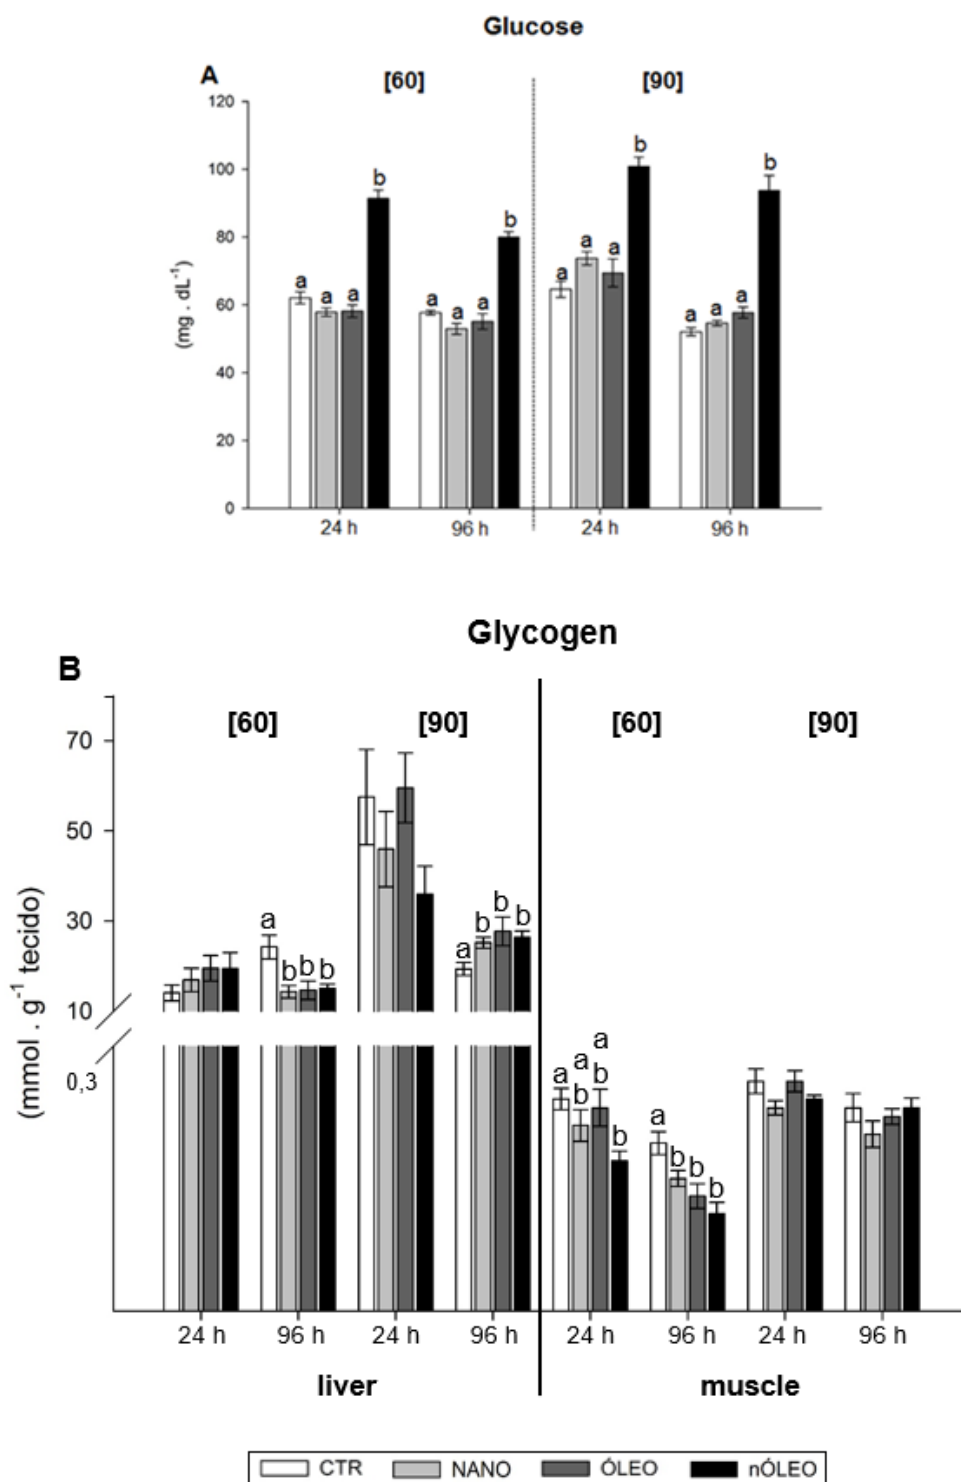 Glucose
A
[60] [90]
120
100
80
60
40
20
0
(mg . dL⁻¹)
b
b
b
b
a a a
a a a
a a a
a a a
24 h 96 h 24 h 96 h
Glycogen
B
[60] [90] [60] [90]
70
50
30
10
0,3
(mmol . g⁻¹ tecido)
a b b b
a b b b
a a b a b b
a b b b
24 h 96 h 24 h 96 h 24 h 96 h 24 h 96 h
liver muscle
CTR NANO ÓLEO nÓLEO